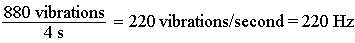 880 vibrations
4 s
= 220 vibrations/second = 220 Hz